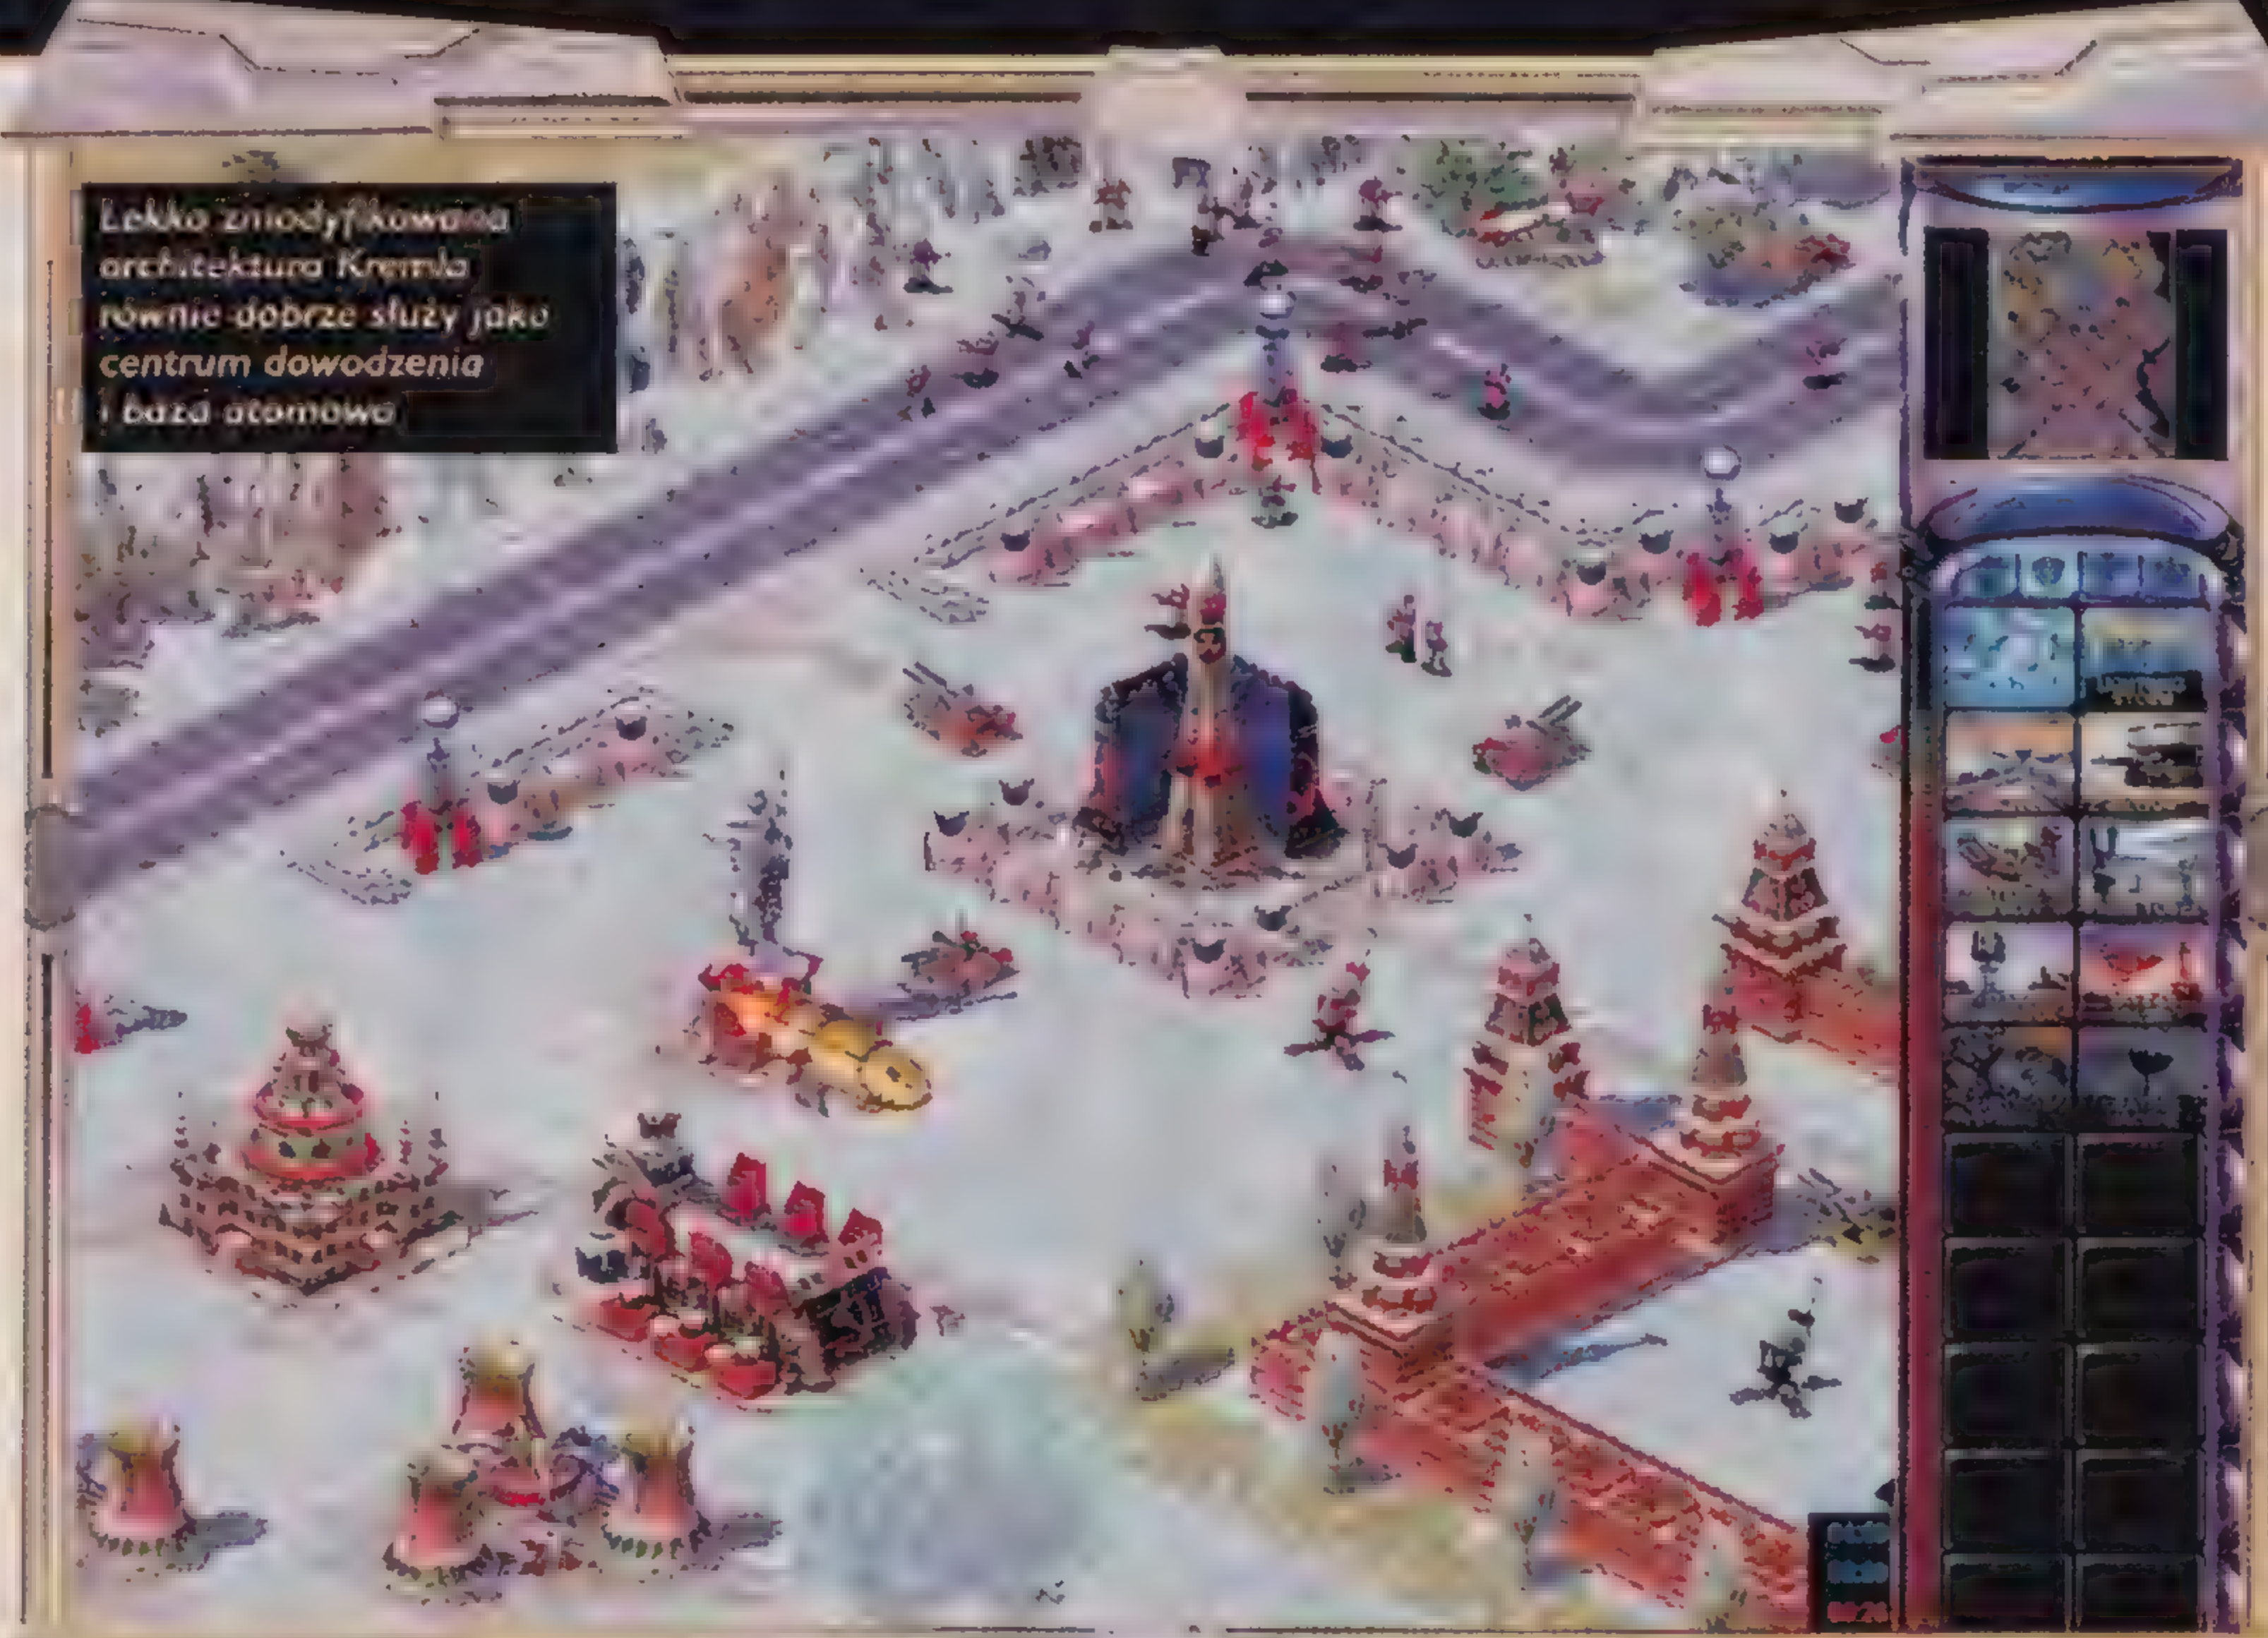 Lekko zmodyfikowana
architektura Kremla
równie dobrze służy jako
centrum dowodzenia
i baza atomowa